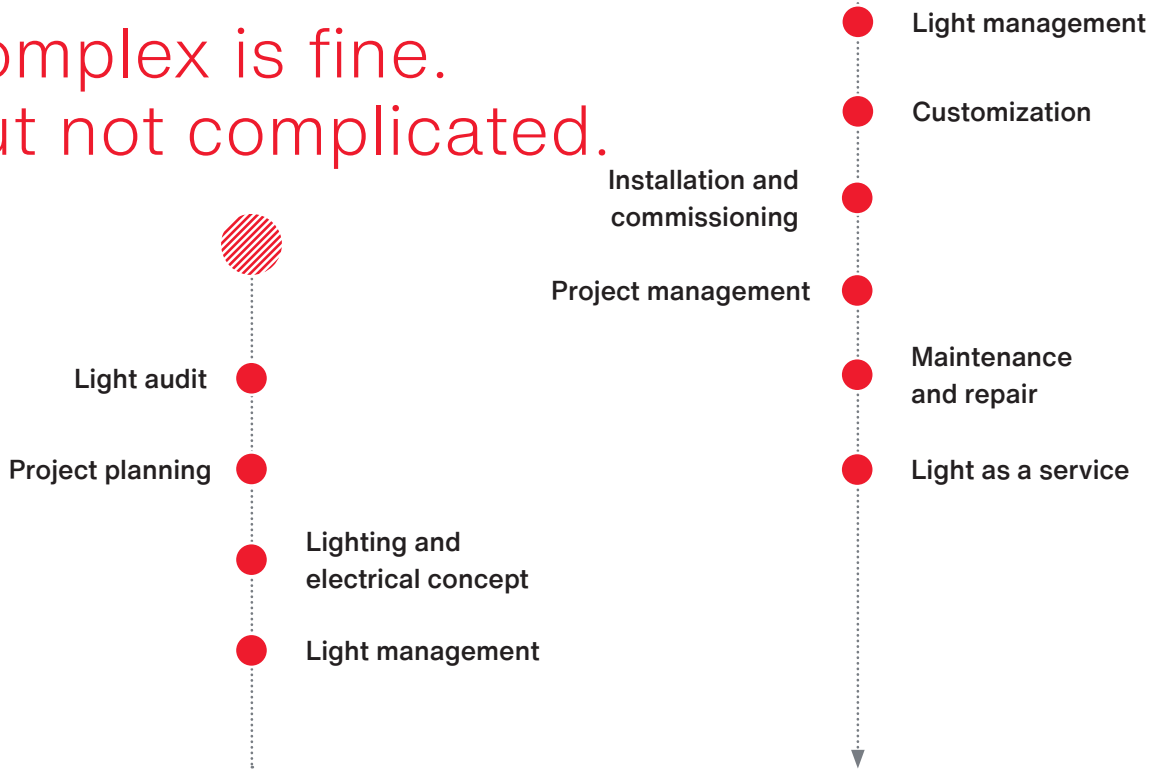 omplex is fine.
ut not complicated.
Light audit
Project planning
Lighting and
electrical concept
Light management
Light management
Customization
Installation and
commissioning
Project management
Maintenance
and repair
Light as a service